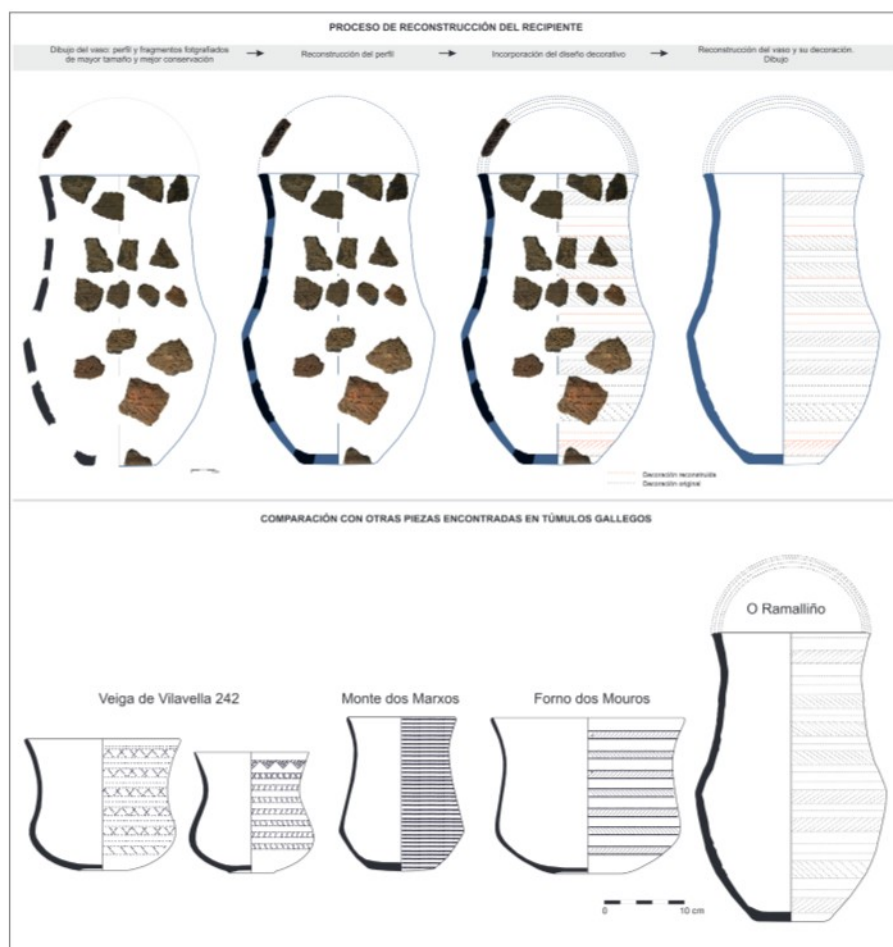 PROCESO DE RECONSTRUCCIÓN DEL RECIPIENTE
Dibujo del vaso: perfil y fragmentos fotgrafiados
de mayor tamaño y mejor conservación
Reconstrucción del perfil
Incorporación del diseño decorativo
Reconstrucción del vaso y su decoración.
Dibujo
Decoración reconstruida
Decoración original
COMPARACIÓN CON OTRAS PIEZAS ENCONTRADAS EN TÚMULOS GALLEGOS
O Ramalliño
Veiga de Vilavella 242
Monte dos Marxos
Forno dos Mouros
0 10 cm